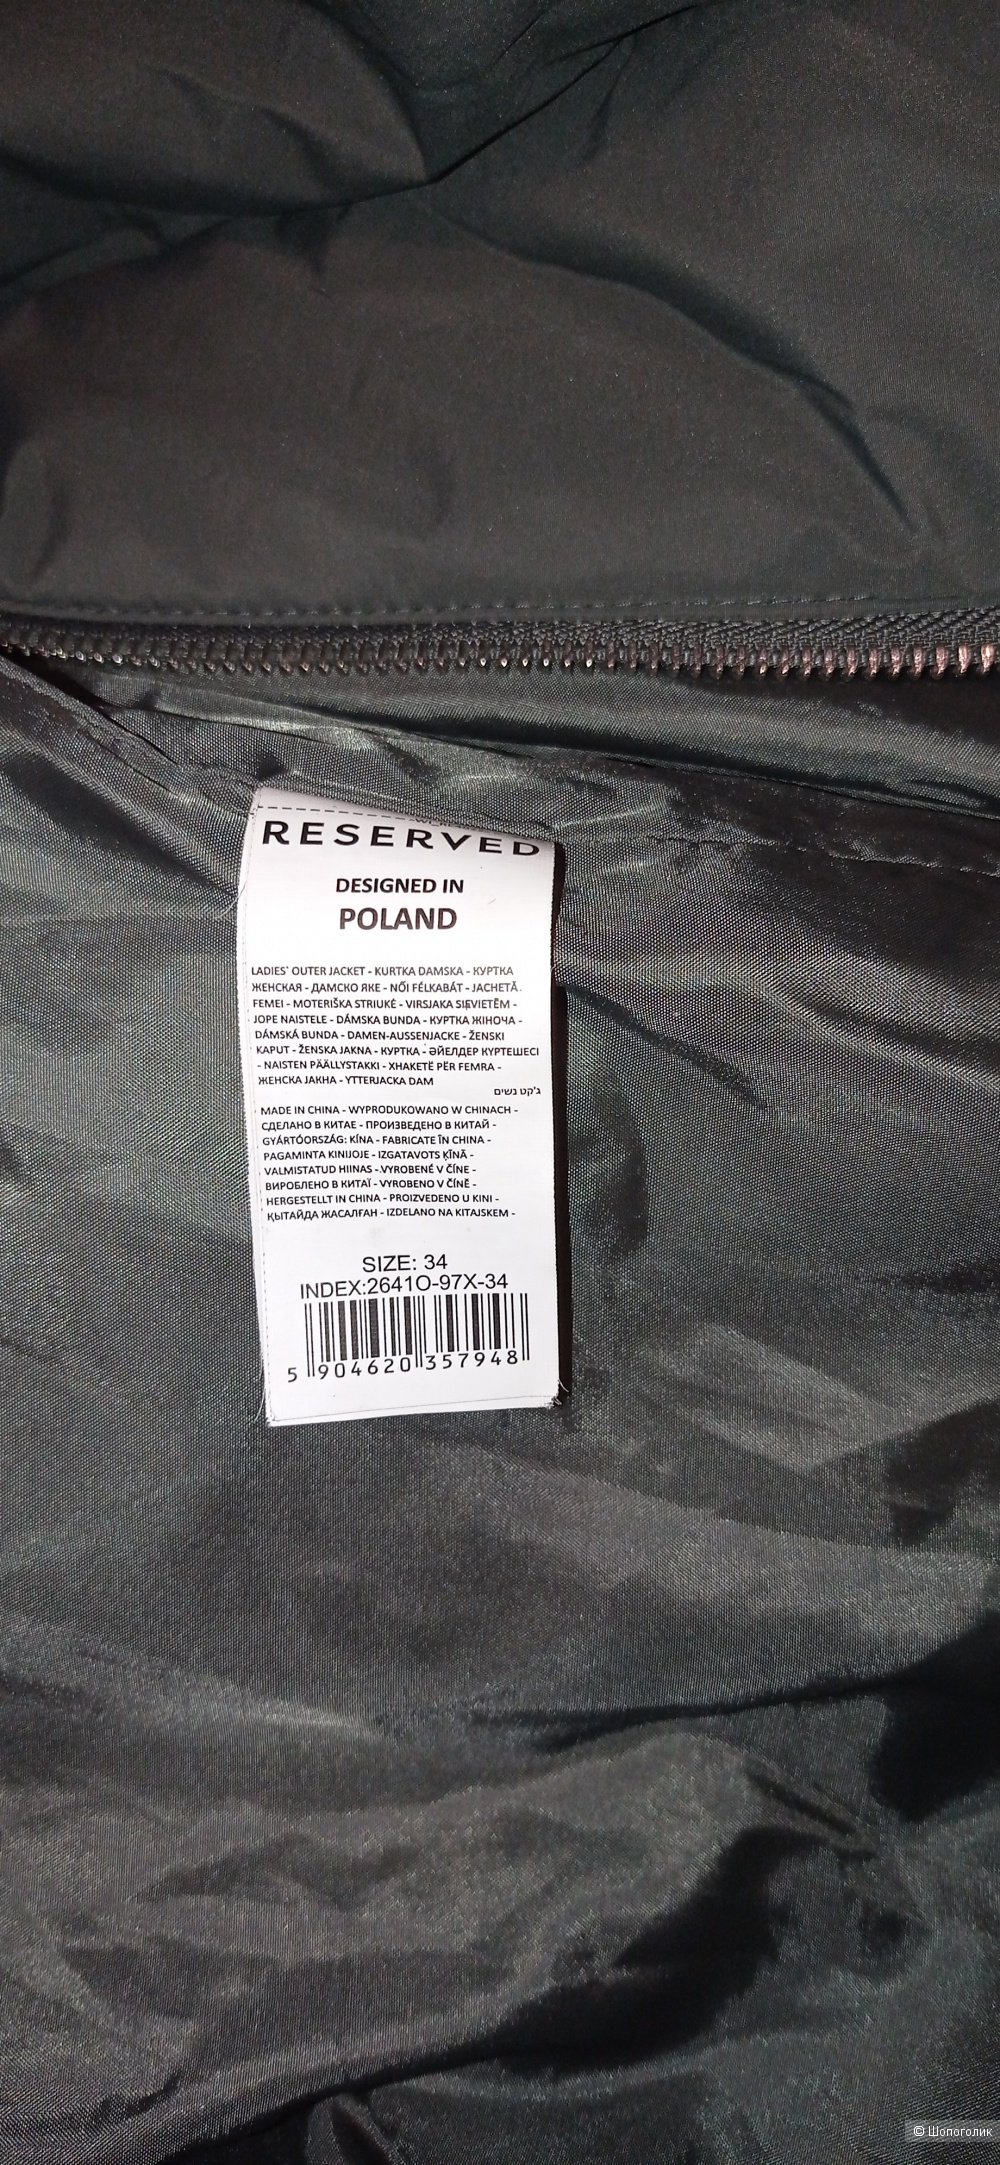 RESERVED
DESIGNED IN
POLAND
LADIES' OUTER JACKET - KURTKA DAMSKA - КУРТКА
ЖЕНСКАЯ - ДАМСКО ЯКЕ - NŐI FÉLKABÁT - JACHETĂ
FEMEI - MOTERIŠKA STRIUKĖ - VIRSJAKA SIEVIETĒM -
JOPE NAISTELE - DÁMSKA BUNDA - КУРТКА ЖІНОЧА -
DÁMSKÁ BUNDA - DAMEN-AUSSENJACKE - ŽENSKI
KAPUT - ŽENSKA JAKNA - КУРТКА - ӘЙЕЛДЕР КҮРТЕШЕСІ
- NAISTEN PÄÄLLYSTAKKI - XHAKETË PËR FEMRA -
ЖЕНСКА ЈАКНА - YTTERJACKA DAM
ג'קט נשים
MADE IN CHINA - WYPRODUKOWANO W CHINACH -
СДЕЛАНО В КИТАЕ - ПРОИЗВЕДЕНО В КИТАЙ -
GYÁRTÓORSZÁG: KÍNA - FABRICATE ÎN CHINA -
PAGAMINTA KINIJOJE - IZGATAVOTS ĶĪNĀ -
VALMISTATUD HIINAS - VYROBENÉ V ČÍNE -
ВИРОБЛЕНО В КИТАЇ - VYROBENO V ČÍNĚ -
HERGESTELLT IN CHINA - PROIZVEDENO U KINI -
ҚЫТАЙДА ЖАСАЛҒАН - IZDELANO NA KITAJSKEM -
SIZE: 34
INDEX:2641O-97X-34
5 904620 357948
© Шопоголик